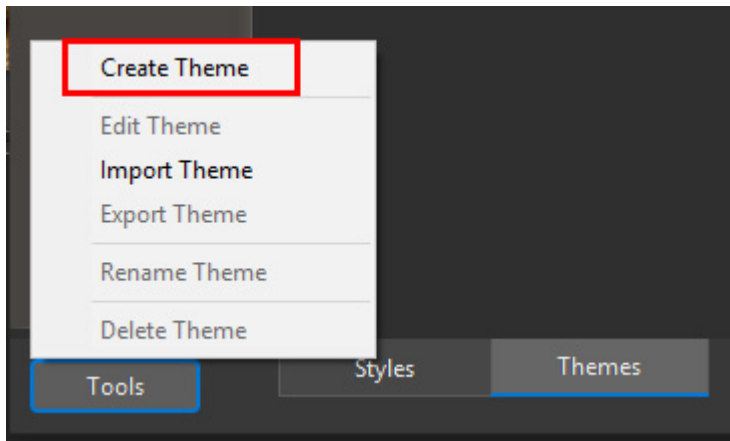 Create Theme
Edit Theme
Import Theme
Export Theme
Rename Theme
Delete Theme
Tools
Styles
Themes